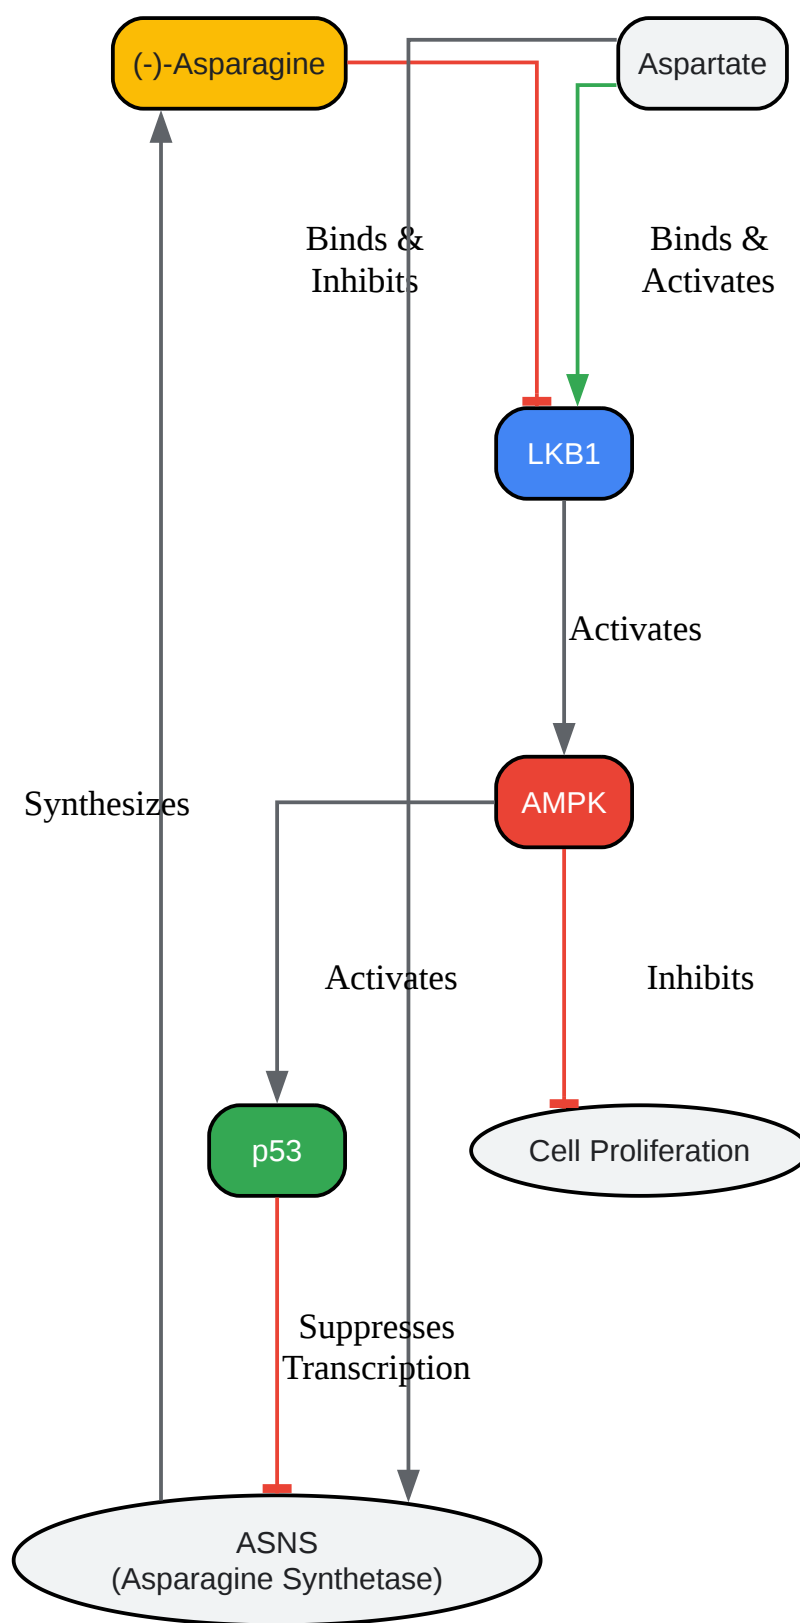 (-)-Asparagine
Aspartate
Binds &
Inhibits
Binds &
Activates
LKB1
Activates
Synthesizes
AMPK
Activates
Inhibits
p53
Cell Proliferation
Suppresses
Transcription
ASNS
(Asparagine Synthetase)